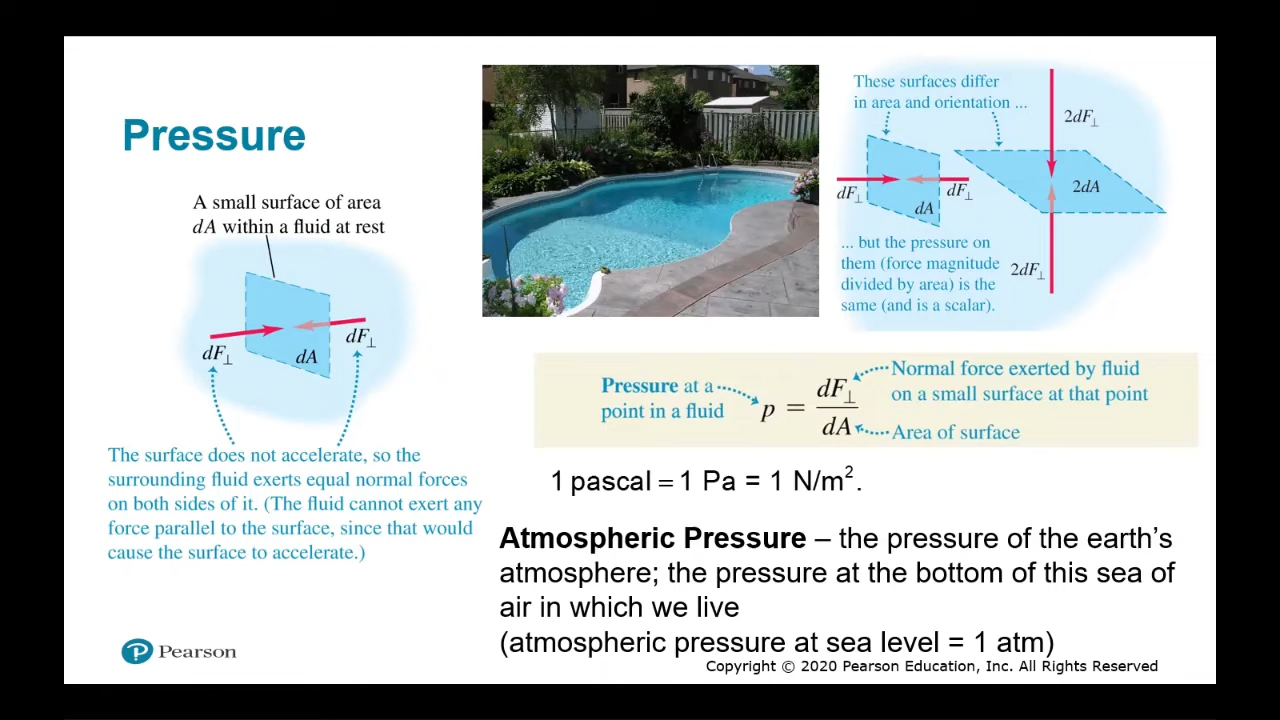 Pressure
A small surface of area
dA within a fluid at rest
dF⊥
dF⊥
dA
The surface does not accelerate, so the
surrounding fluid exerts equal normal forces
on both sides of it. (The fluid cannot exert any
force parallel to the surface, since that would
cause the surface to accelerate.)
These surfaces differ
in area and orientation ...
2dF⊥
dF⊥
dF⊥
dA
2dA
... but the pressure on
them (force magnitude
divided by area) is the
same (and is a scalar).
2dF⊥
Pressure at a
point in a fluid
p = dF⊥/dA
Normal force exerted by fluid
on a small surface at that point
Area of surface
1 pascal = 1 Pa = 1 N/m².
Atmospheric Pressure – the pressure of the earth's
atmosphere; the pressure at the bottom of this sea of
air in which we live
(atmospheric pressure at sea level = 1 atm)
P Pearson
Copyright © 2020 Pearson Education, Inc. All Rights Reserved